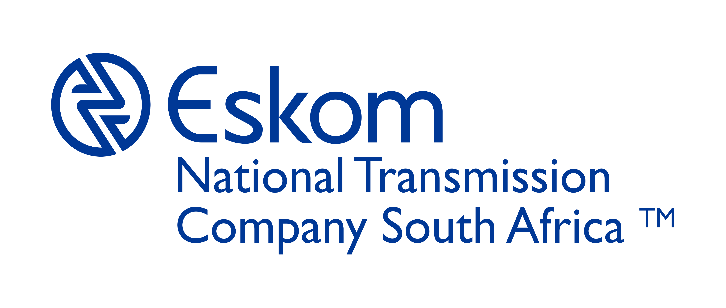 Eskom
National Transmission
Company South Africa ™